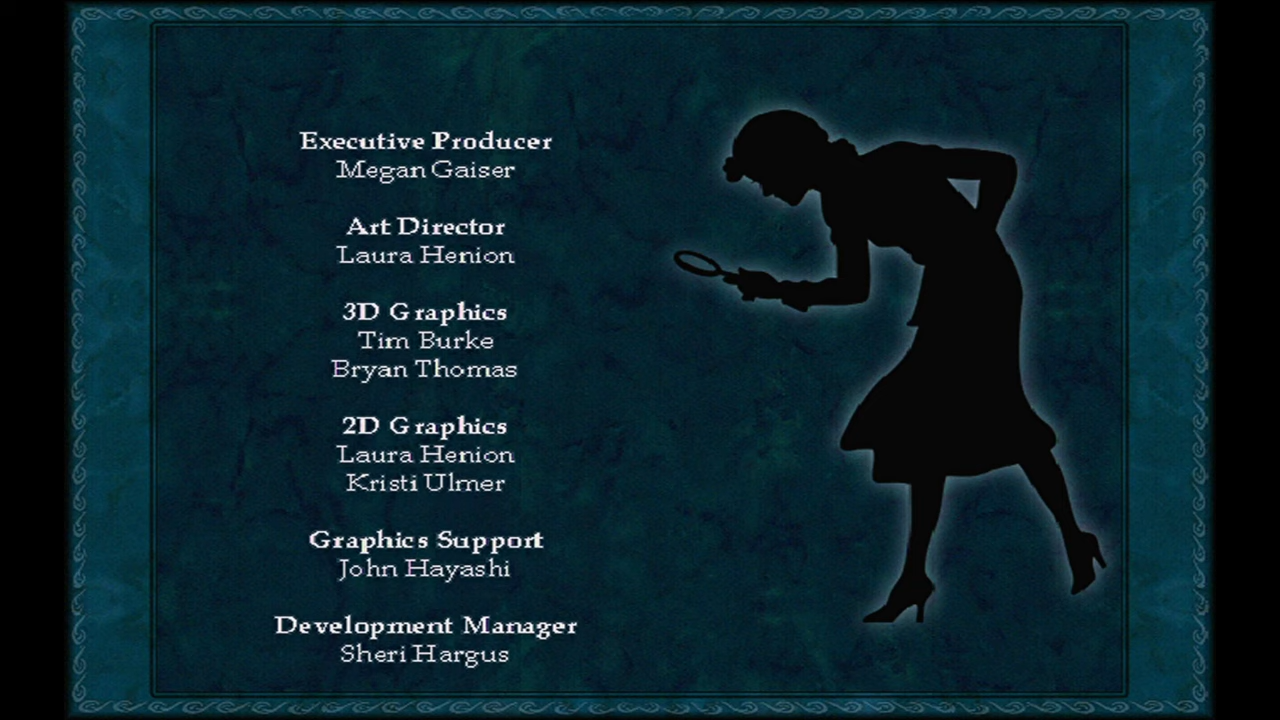 Executive Producer
Megan Gaiser
Art Director
Laura Henion
3D Graphics
Tim Burke
Bryan Thomas
2D Graphics
Laura Henion
Kristi Ulmer
Graphics Support
John Hayashi
Development Manager
Sheri Hargus